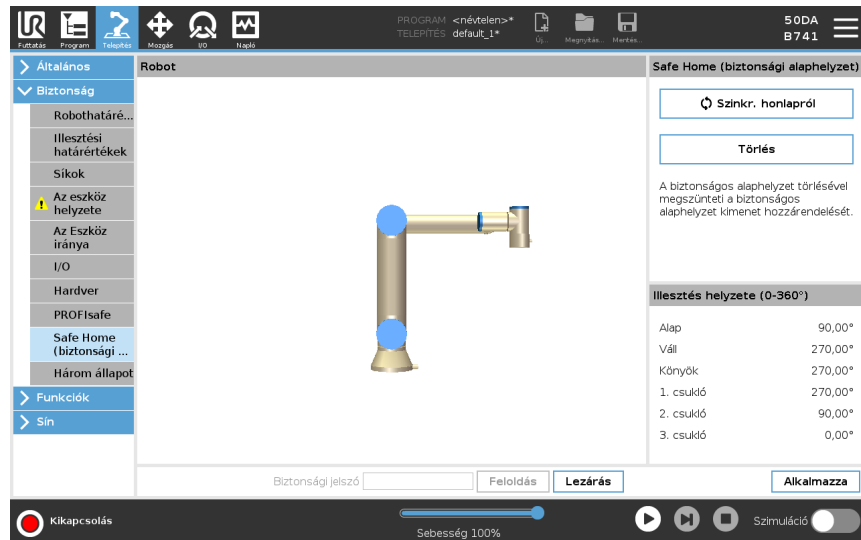 UR
Futtatás
Program
Telepítés
Mozgás
I/O
Napló
PROGRAM <névtelen>*
TELEPÍTÉS default_1*
Új...
Megnyitás...
Mentés...
50DA
B741
Általános
Biztonság
Robothatáré...
Illesztési
határértékek
Síkok
Az eszköz
helyzete
Az Eszköz
iránya
I/O
Hardver
PROFIsafe
Safe Home
(biztonsági ...
Három állapot
Funkciók
Sín
Robot
Safe Home (biztonsági alaphelyzet)
Szinkr. honlapról
Törlés
A biztonságos alaphelyzet törlésével
megszünteti a biztonságos
alaphelyzet kimenet hozzárendelését.
Illesztés helyzete (0-360°)
Alap 90,00°
Váll 270,00°
Könyök 270,00°
1. csukló 270,00°
2. csukló 90,00°
3. csukló 0,00°
Biztonsági jelszó
Feloldás
Lezárás
Alkalmazza
Kikapcsolás
Sebesség 100%
Szimuláció